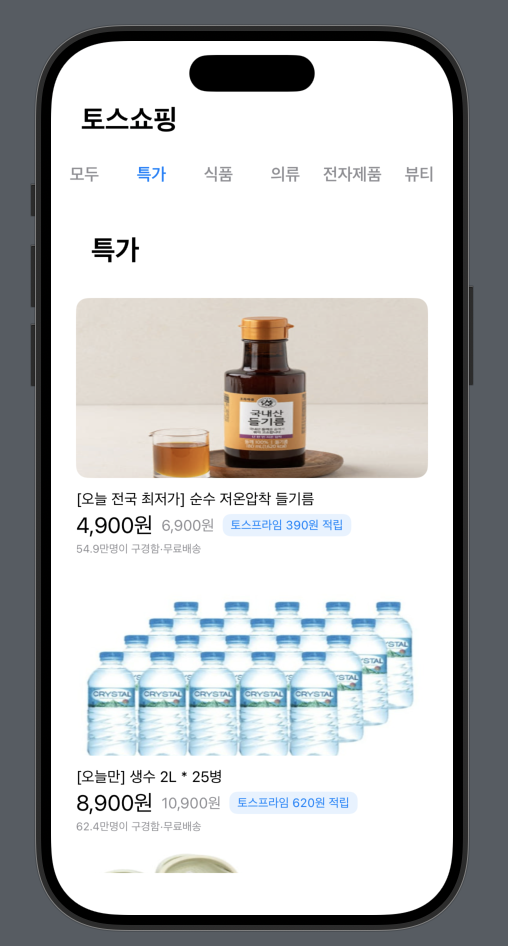 토스쇼핑
모두 특가 식품 의류 전자제품 뷰티
특가
국내산
들기름
[오늘 전국 최저가] 순수 저온압착 들기름
4,900원 6,900원 토스프라임 390원 적립
54.9만명이 구경함·무료배송
CRYSTAL CRYSTAL CRYSTAL CRYSTAL CRYSTAL
[오늘만] 생수 2L * 25병
8,900원 10,900원 토스프라임 620원 적립
62.4만명이 구경함·무료배송